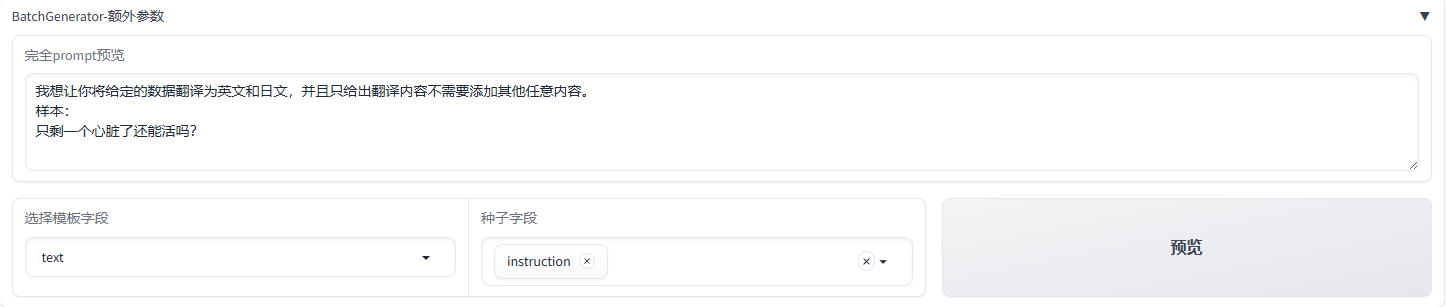 BatchGenerator-额外参数
完全prompt预览
我想让你将给定的数据翻译为英文和日文，并且只给出翻译内容不需要添加其他任意内容。
样本：
只剩一个心脏了还能活吗？
选择模板字段
种子字段
text
instruction
预览